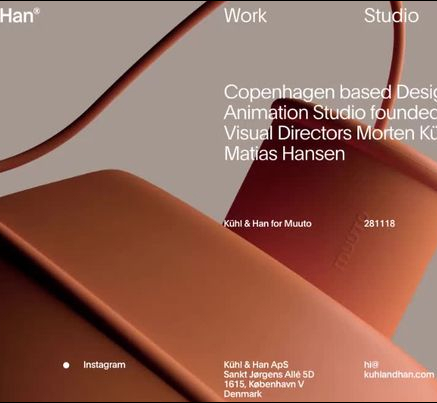 Han®
Work
Studio
Copenhagen based Desig
Animation Studio founded
Visual Directors Morten Kü
Matias Hansen
Kühl & Han for Muuto
281118
MUUTO
Instagram
Kühl & Han ApS
Sankt Jørgens Allé 5D
1615, København V
Denmark
hi@
kuhlandhan.com